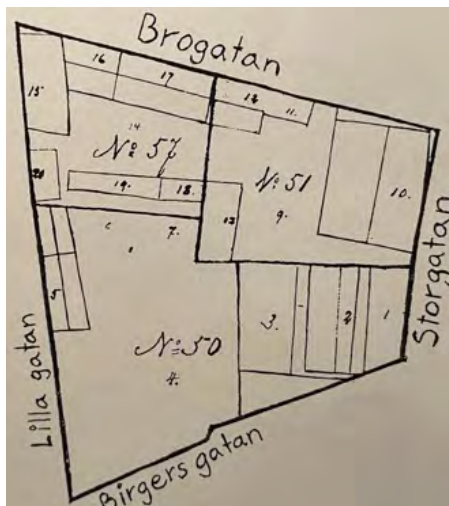 Brogatan
16
17
15
12
11.
14
Nº 57
Nº 51
10.
19.
18.
13
9.
7.
5
3.
2
1
Nº 50
4.
Storgatan
Lilla gatan
Birgers gatan